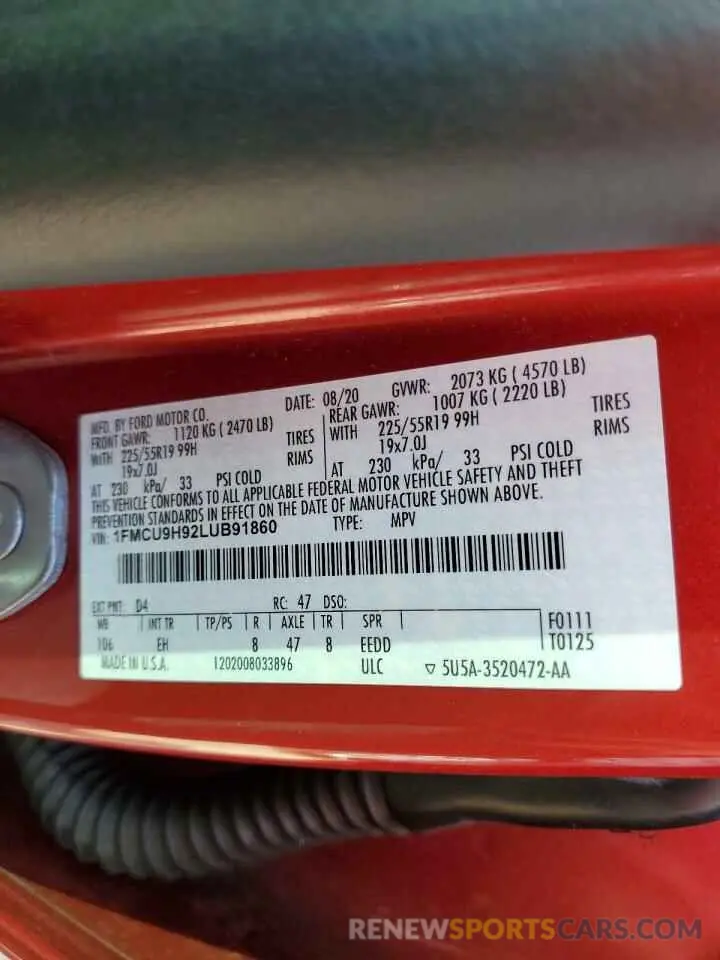 MFD. BY FORD MOTOR CO. DATE: 08/20 GVWR: 2073 KG ( 4570 LB)
FRONT GAWR: 1120 KG ( 2470 LB) REAR GAWR: 1007 KG ( 2220 LB)
WITH 225/55R19 99H TIRES WITH 225/55R19 99H TIRES
19x7.0J RIMS 19x7.0J RIMS
AT 230 kPa/ 33 PSI COLD AT 230 kPa/ 33 PSI COLD
THIS VEHICLE CONFORMS TO ALL APPLICABLE FEDERAL MOTOR VEHICLE SAFETY AND THEFT
PREVENTION STANDARDS IN EFFECT ON THE DATE OF MANUFACTURE SHOWN ABOVE.
VIN: 1FMCU9H92LUB91860 TYPE: MPV
EXT PNT: D4 RC: 47 DSO:
WB INT TR TP/PS R AXLE TR SPR F0111
106 EH 8 47 8 EEDD T0125
MADE IN U.S.A. 1202008033896 ULC ▽ 5U5A-3520472-AA
RENEWSPORTSCARS.COM